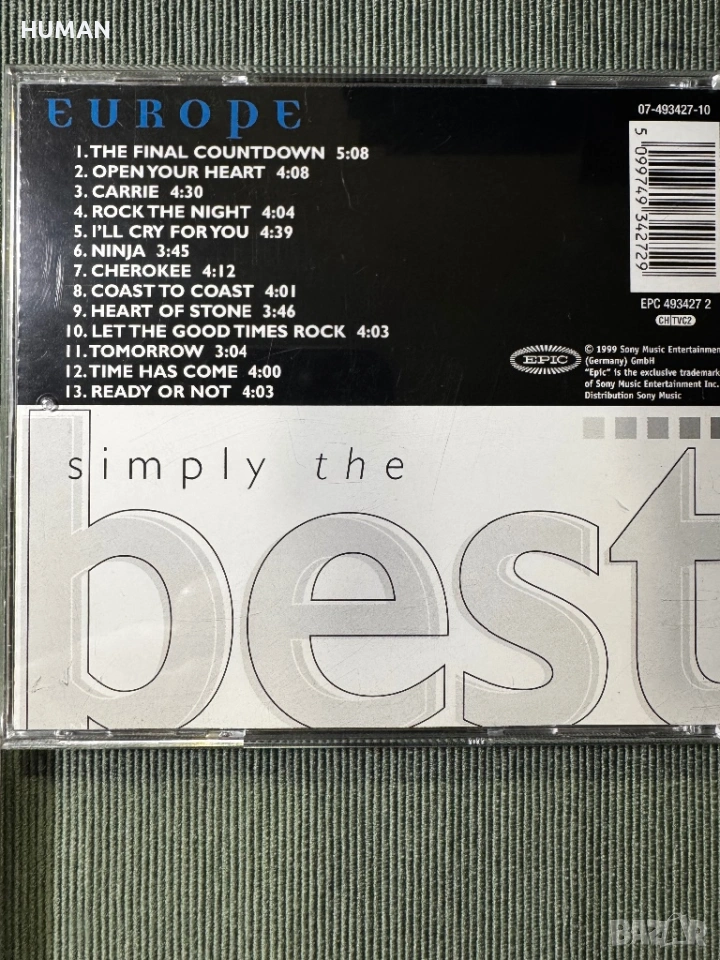 HUMAN
EUROPE
1. THE FINAL COUNTDOWN 5:08
2. OPEN YOUR HEART 4:08
3. CARRIE 4:30
4. ROCK THE NIGHT 4:04
5. I'LL CRY FOR YOU 4:39
6. NINJA 3:45
7. CHEROKEE 4:12
8. COAST TO COAST 4:01
9. HEART OF STONE 3:46
10. LET THE GOOD TIMES ROCK 4:03
11. TOMORROW 3:04
12. TIME HAS COME 4:00
13. READY OR NOT 4:03
07-493427-10
5 099749 342729
EPC 493427 2
CH|TVC2
EPIC
© 1999 Sony Music Entertainment
(Germany) GmbH
"Epic" is the exclusive trademark
of Sony Music Entertainment Inc.
Distribution Sony Music
simply the
best
BAZAR